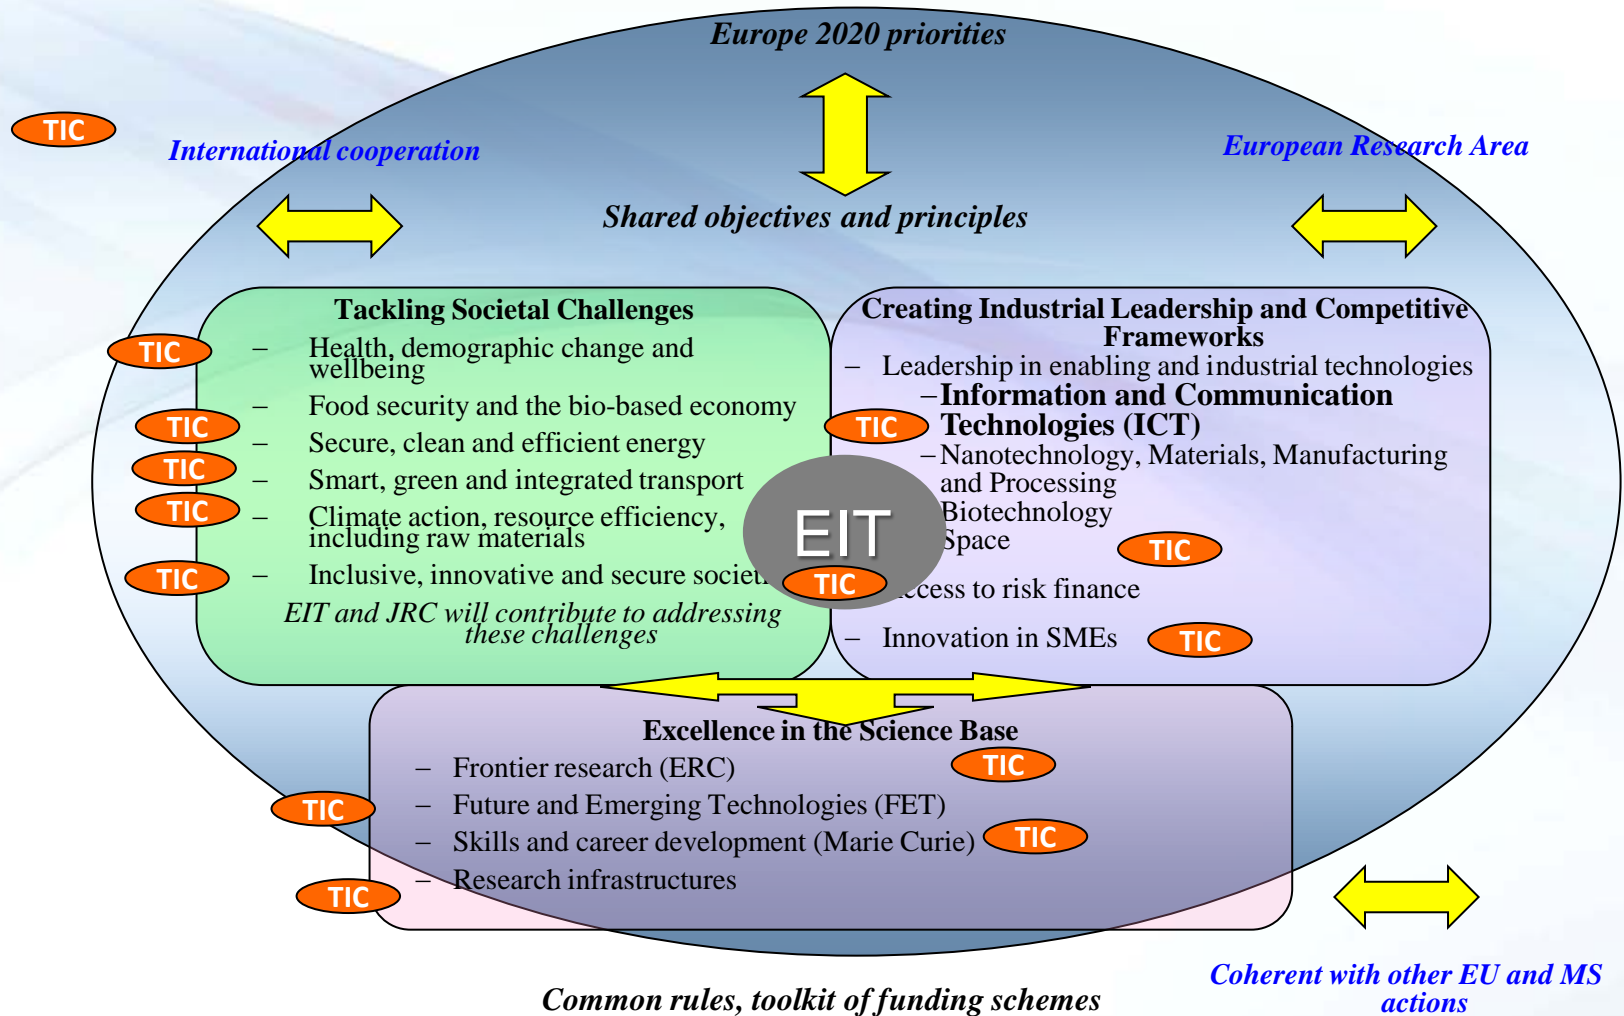 Europe 2020 priorities
TIC
International cooperation
European Research Area
Shared objectives and principles
Tackling Societal Challenges
TIC
– Health, demographic change and
wellbeing
– Food security and the bio-based economy
TIC
– Secure, clean and efficient energy
TIC
– Smart, green and integrated transport
TIC
– Climate action, resource efficiency,
including raw materials
TIC
– Inclusive, innovative and secure societi
EIT and JRC will contribute to addressing
these challenges
Creating Industrial Leadership and Competitive
Frameworks
– Leadership in enabling and industrial technologies
– Information and Communication
TIC
Technologies (ICT)
– Nanotechnology, Materials, Manufacturing
and Processing
Biotechnology
Space
TIC
EIT
TIC
ccess to risk finance
– Innovation in SMEs
TIC
Excellence in the Science Base
– Frontier research (ERC)
TIC
TIC
– Future and Emerging Technologies (FET)
– Skills and career development (Marie Curie)
TIC
– Research infrastructures
TIC
Coherent with other EU and MS
actions
Common rules, toolkit of funding schemes